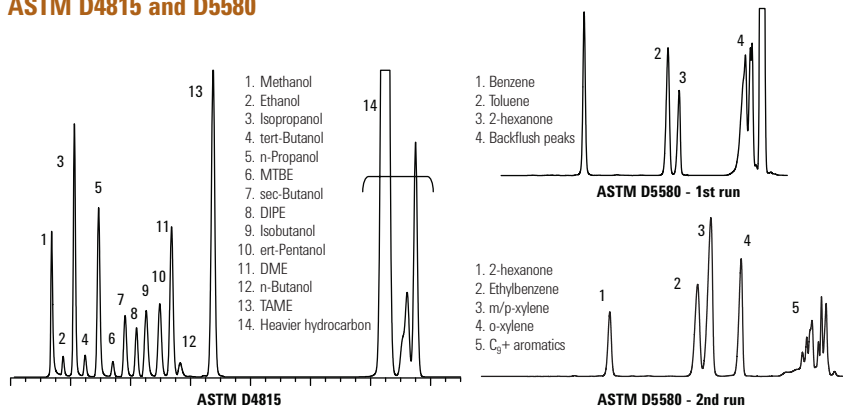 ASTM D4815 and D5580
1. Methanol
2. Ethanol
3. Isopropanol
4. tert-Butanol
5. n-Propanol
6. MTBE
7. sec-Butanol
8. DIPE
9. Isobutanol
10. ert-Pentanol
11. DME
12. n-Butanol
13. TAME
14. Heavier hydrocarbon
1
2
3
4
5
6
7
8
9
10
11
12
13
14
ASTM D4815
1. Benzene
2. Toluene
3. 2-hexanone
4. Backflush peaks
2
3
4
ASTM D5580 - 1st run
1. 2-hexanone
2. Ethylbenzene
3. m/p-xylene
4. o-xylene
5. C₉+ aromatics
1
2
3
4
5
ASTM D5580 - 2nd run